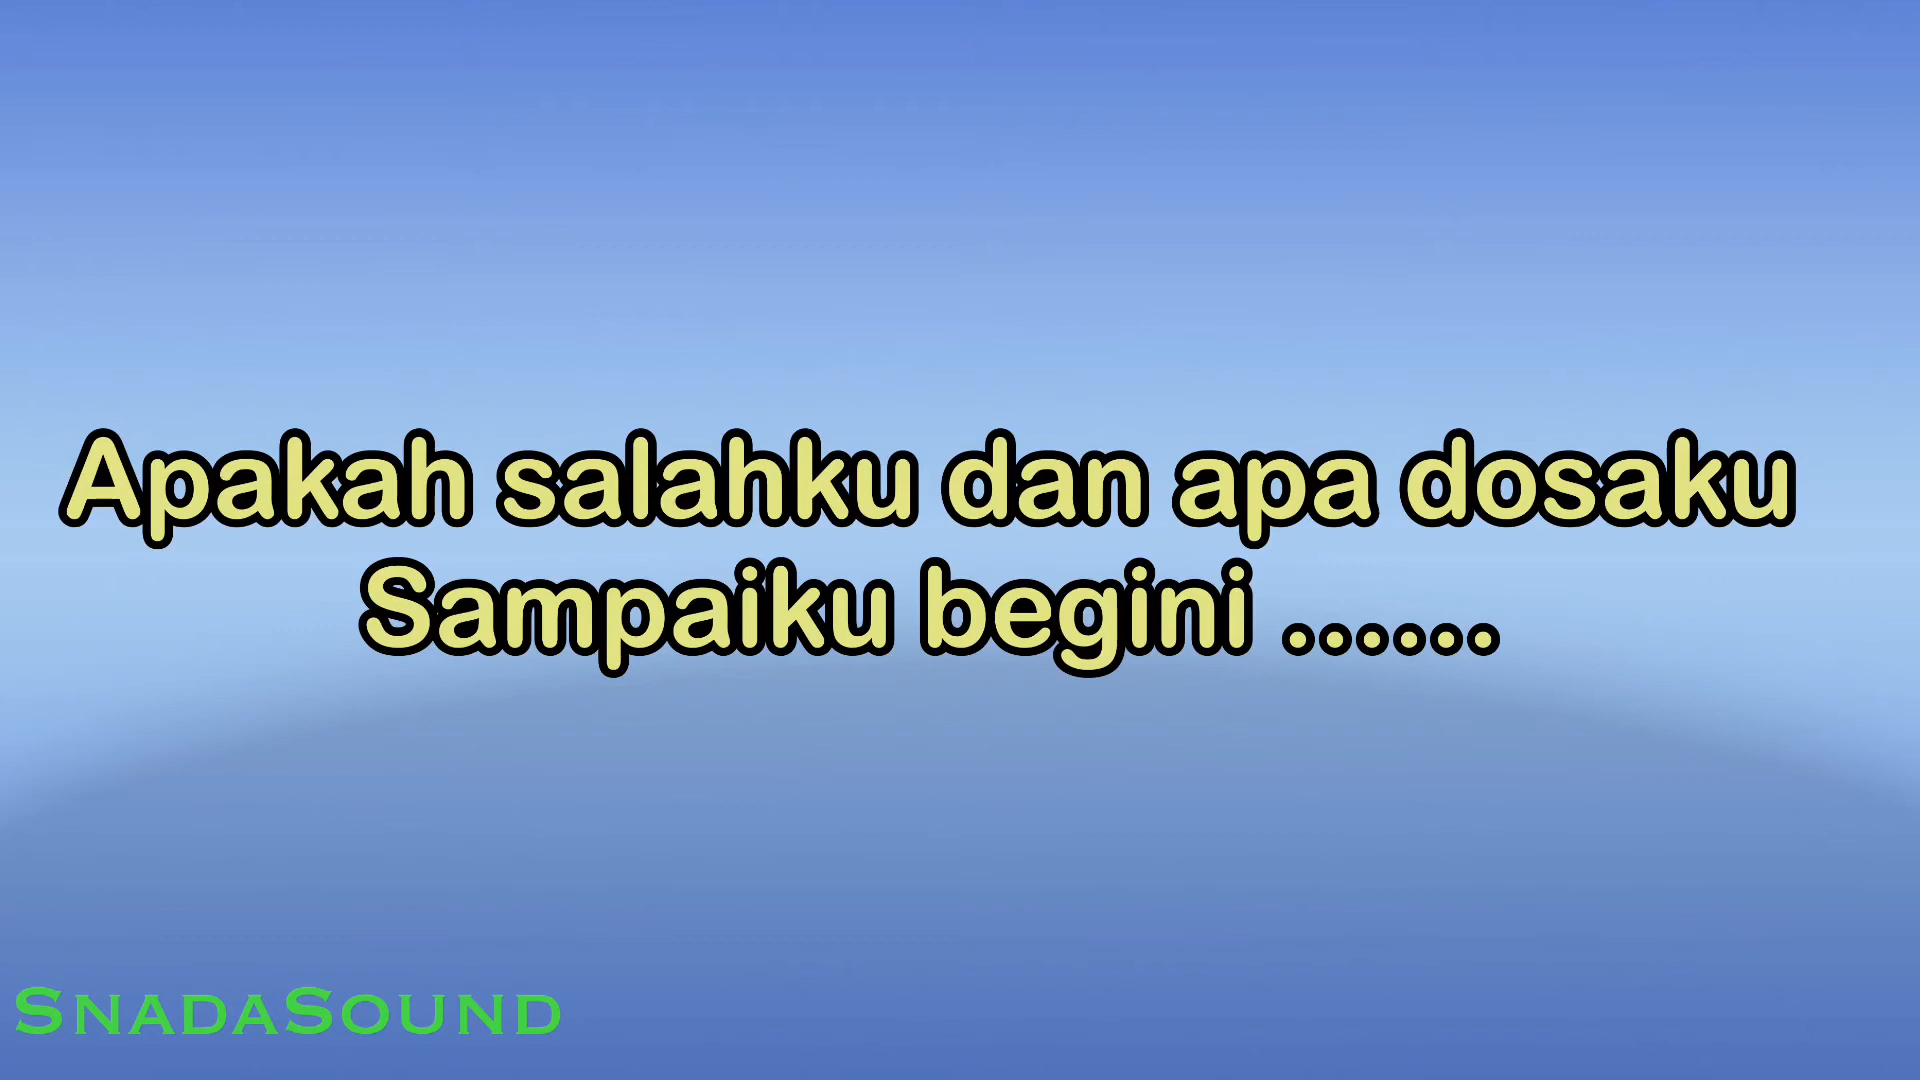 Apakah salahku dan apa dosaku
Sampaiku begini ......
SnadaSound